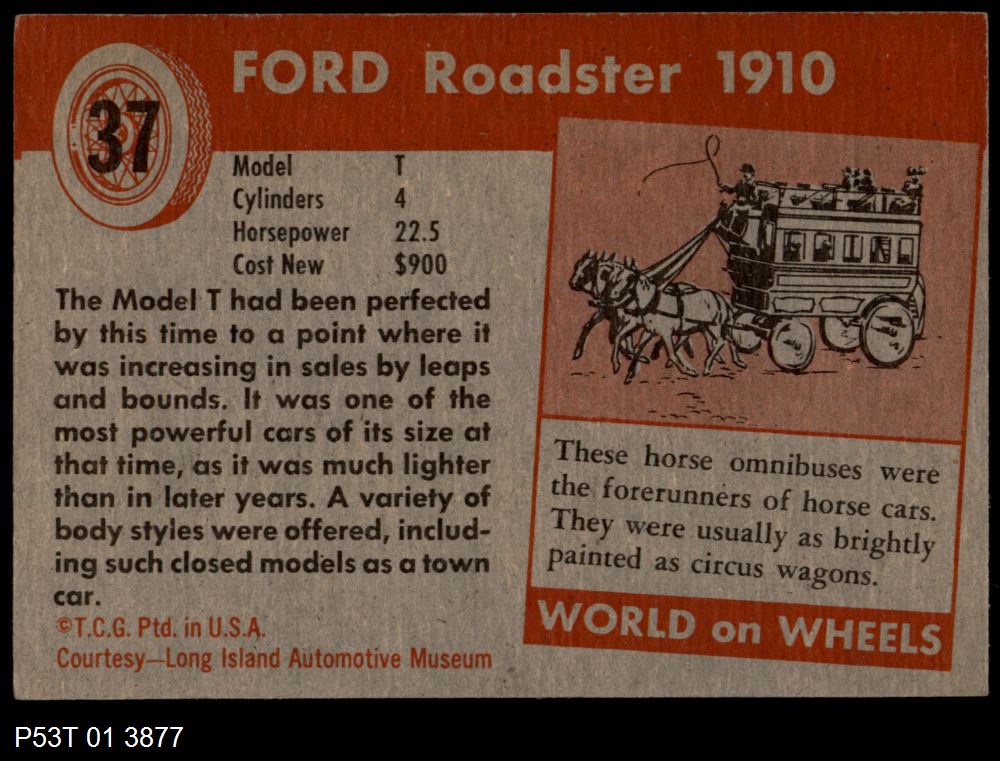 37
FORD Roadster 1910
Model T
Cylinders 4
Horsepower 22.5
Cost New $900
The Model T had been perfected
by this time to a point where it
was increasing in sales by leaps
and bounds. It was one of the
most powerful cars of its size at
that time, as it was much lighter
than in later years. A variety of
body styles were offered, includ-
ing such closed models as a town
car.
©T.C.G. Ptd. in U.S.A.
Courtesy—Long Island Automotive Museum
These horse omnibuses were
the forerunners of horse cars.
They were usually as brightly
painted as circus wagons.
WORLD on WHEELS
P53T 01 3877